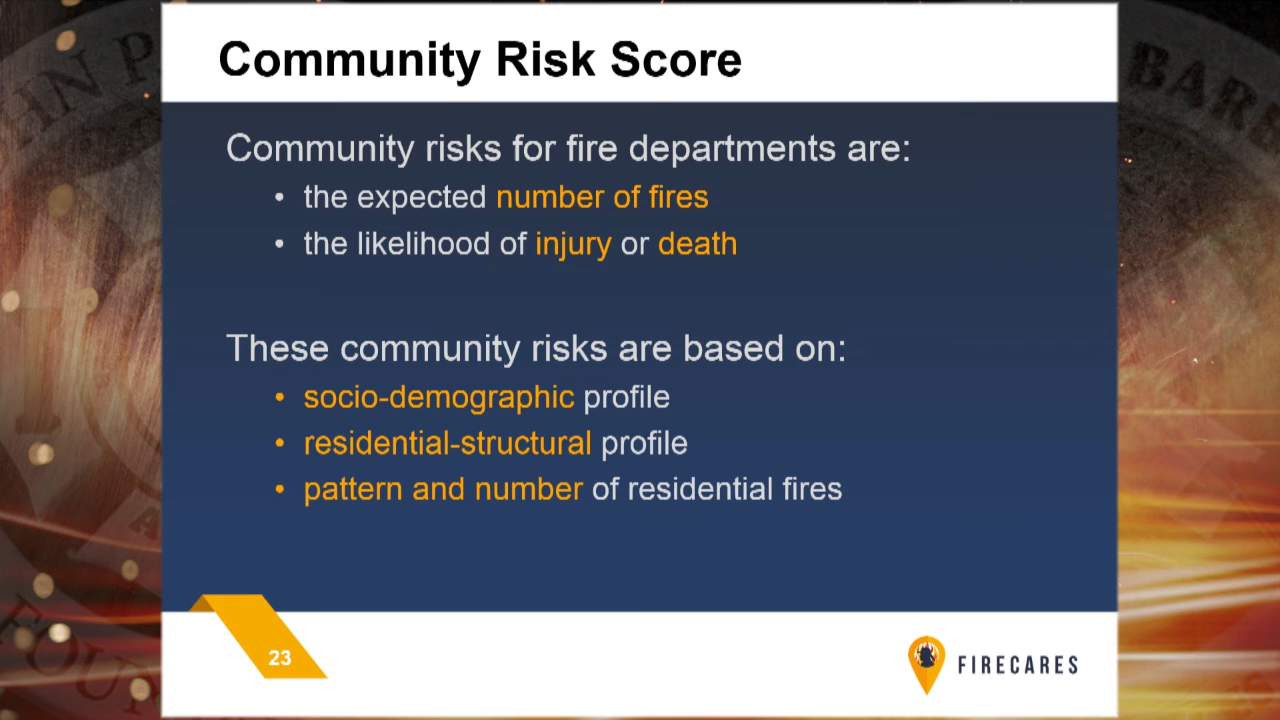 Community Risk Score
Community risks for fire departments are:
• the expected number of fires
• the likelihood of injury or death
These community risks are based on:
• socio-demographic profile
• residential-structural profile
• pattern and number of residential fires
23
FIRECARES